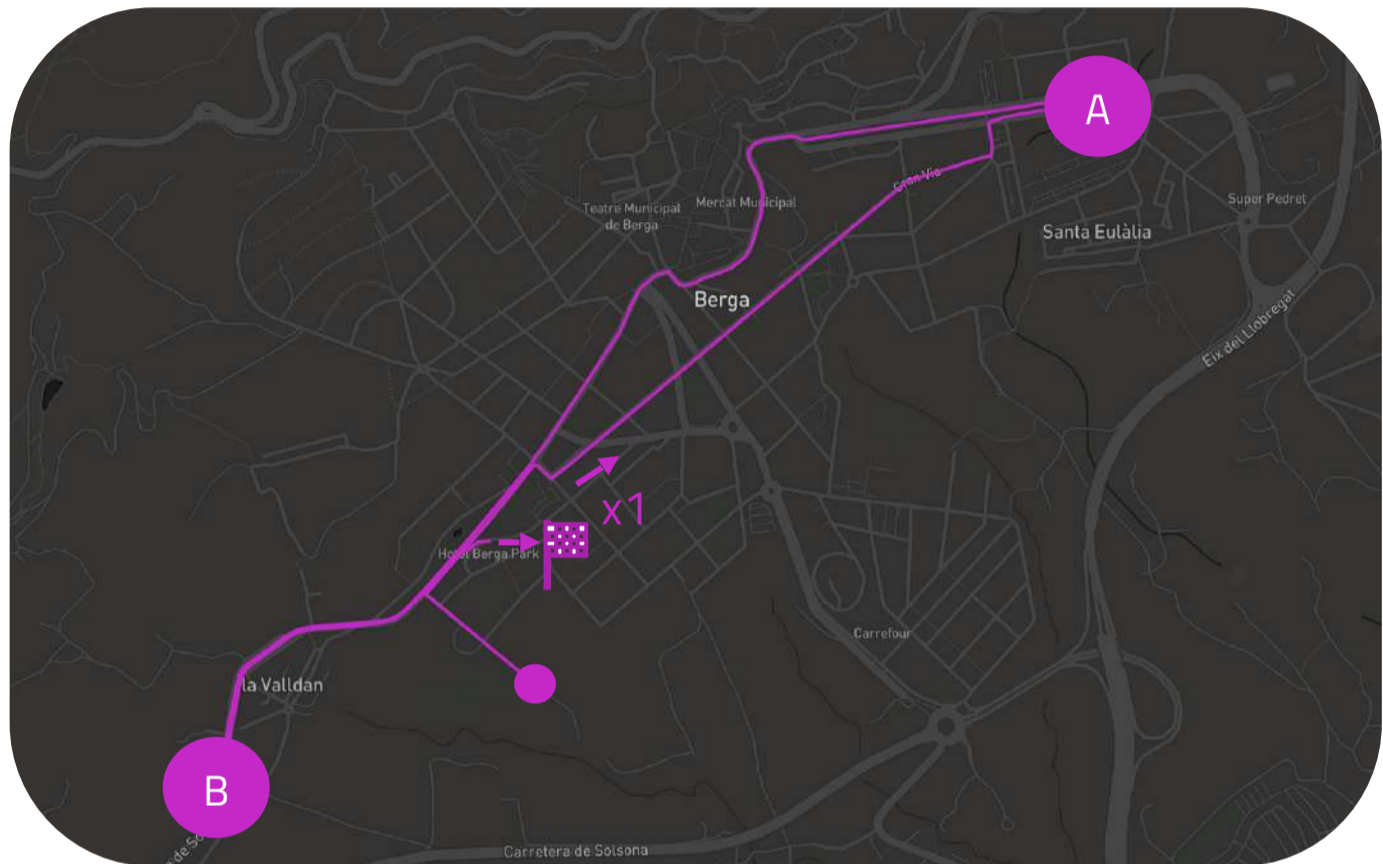 A
Gran Via
Teatre Municipal
de Berga
Mercat Municipal
Super Pedret
Santa Eulàlia
Berga
Eix del Llobregat
x1
Hotel Berga Park
Carrefour
la Valldan
B
Carretera de Solsona